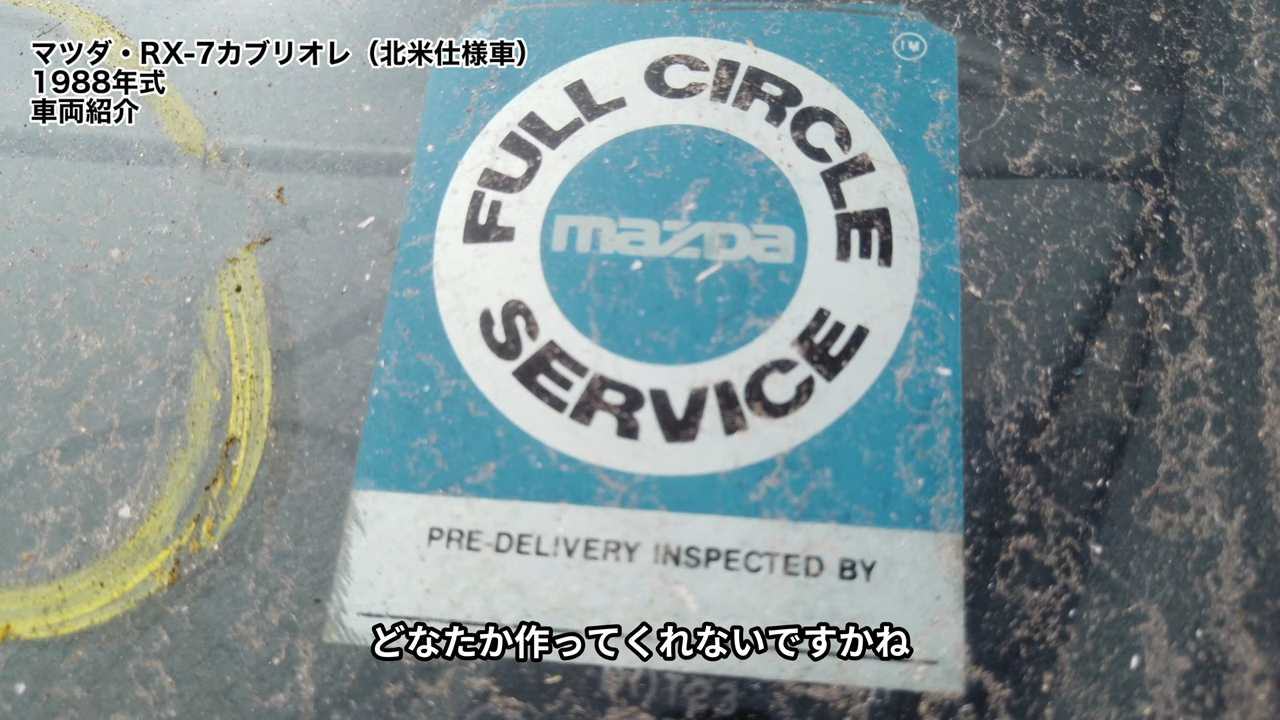 マツダ・RX-7カブリオレ（北米仕様車）
1988年式
車両紹介
TM
FULL CIRCLE
mazda
SERVICE
PRE-DELIVERY INSPECTED BY
どなたか作ってくれないですかね